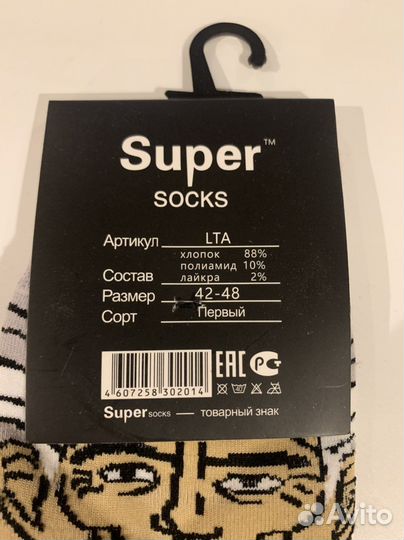 Super™
SOCKS
Артикул LTA
хлопок 88%
Состав полиамид 10%
лайкра 2%
Размер 42-48
Сорт Первый
EAC PG
4 607258 302014
Super socks — товарный знак
Avito